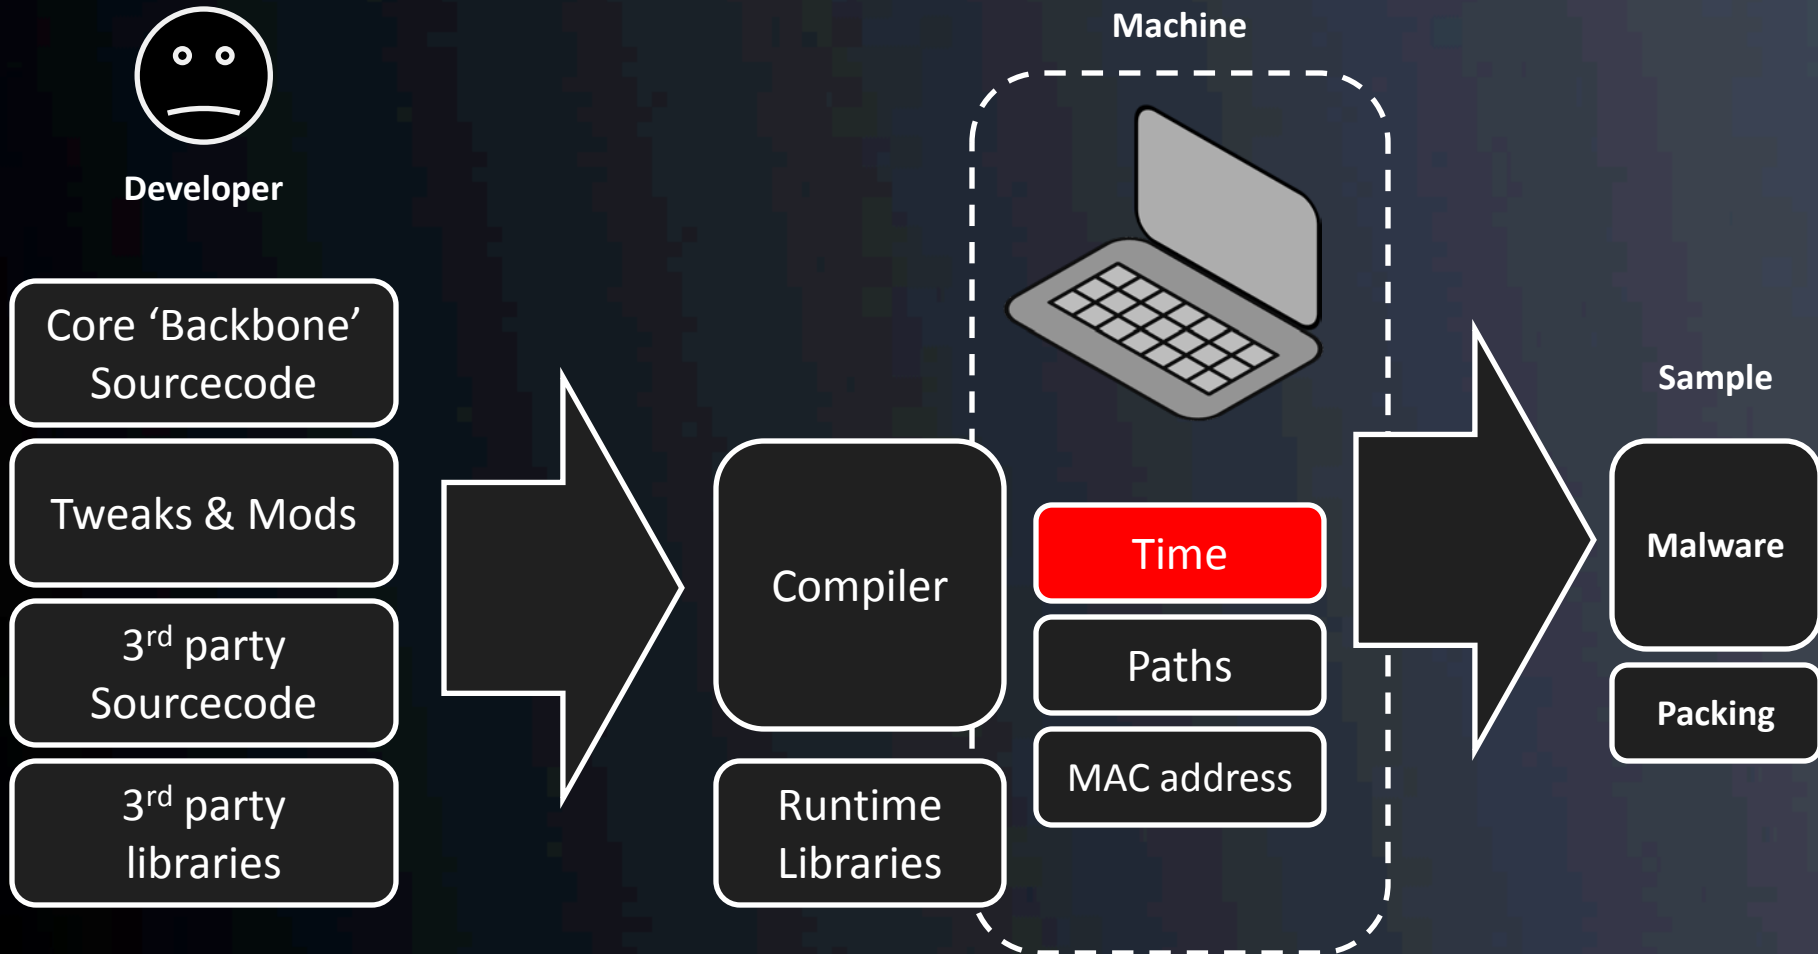 Developer
Core ‘Backbone’
Sourcecode
Tweaks & Mods
3rd party
Sourcecode
3rd party
libraries
Compiler
Runtime
Libraries
Machine
Time
Paths
MAC address
Sample
Malware
Packing